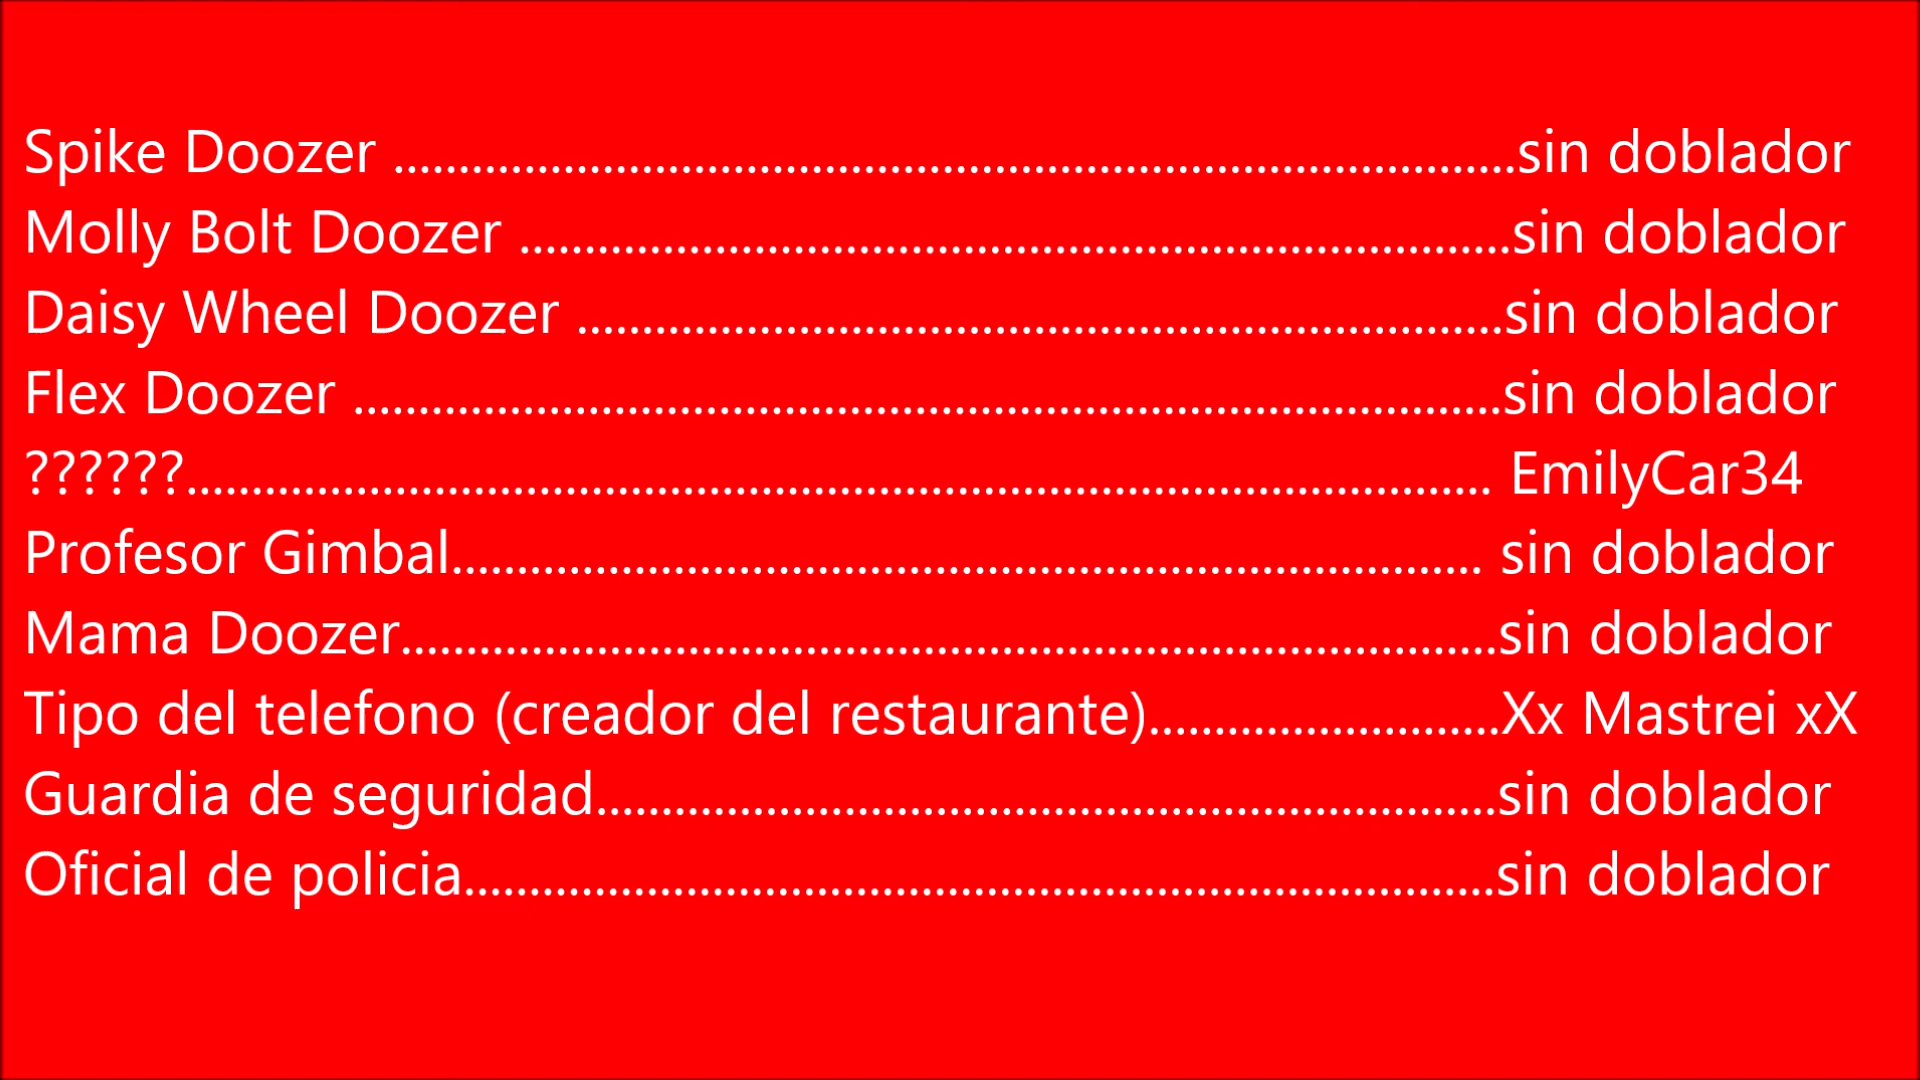 Spike Doozer ......................................................................................sin doblador
Molly Bolt Doozer ............................................................................sin doblador
Daisy Wheel Doozer .......................................................................sin doblador
Flex Doozer ........................................................................................sin doblador
??????.................................................................................................... EmilyCar34
Profesor Gimbal............................................................................... sin doblador
Mama Doozer....................................................................................sin doblador
Tipo del telefono (creador del restaurante)...........................Xx Mastrei xX
Guardia de seguridad.....................................................................sin doblador
Oficial de policia...............................................................................sin doblador